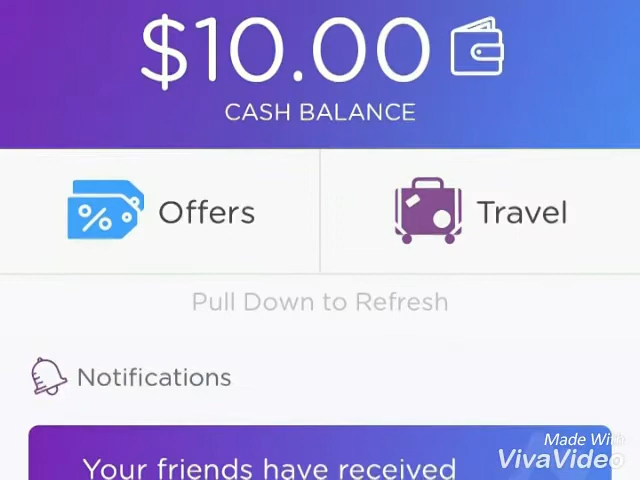 $10.00
CASH BALANCE
Offers
Travel
Pull Down to Refresh
Notifications
Your friends have received
Made With
VivaVideo